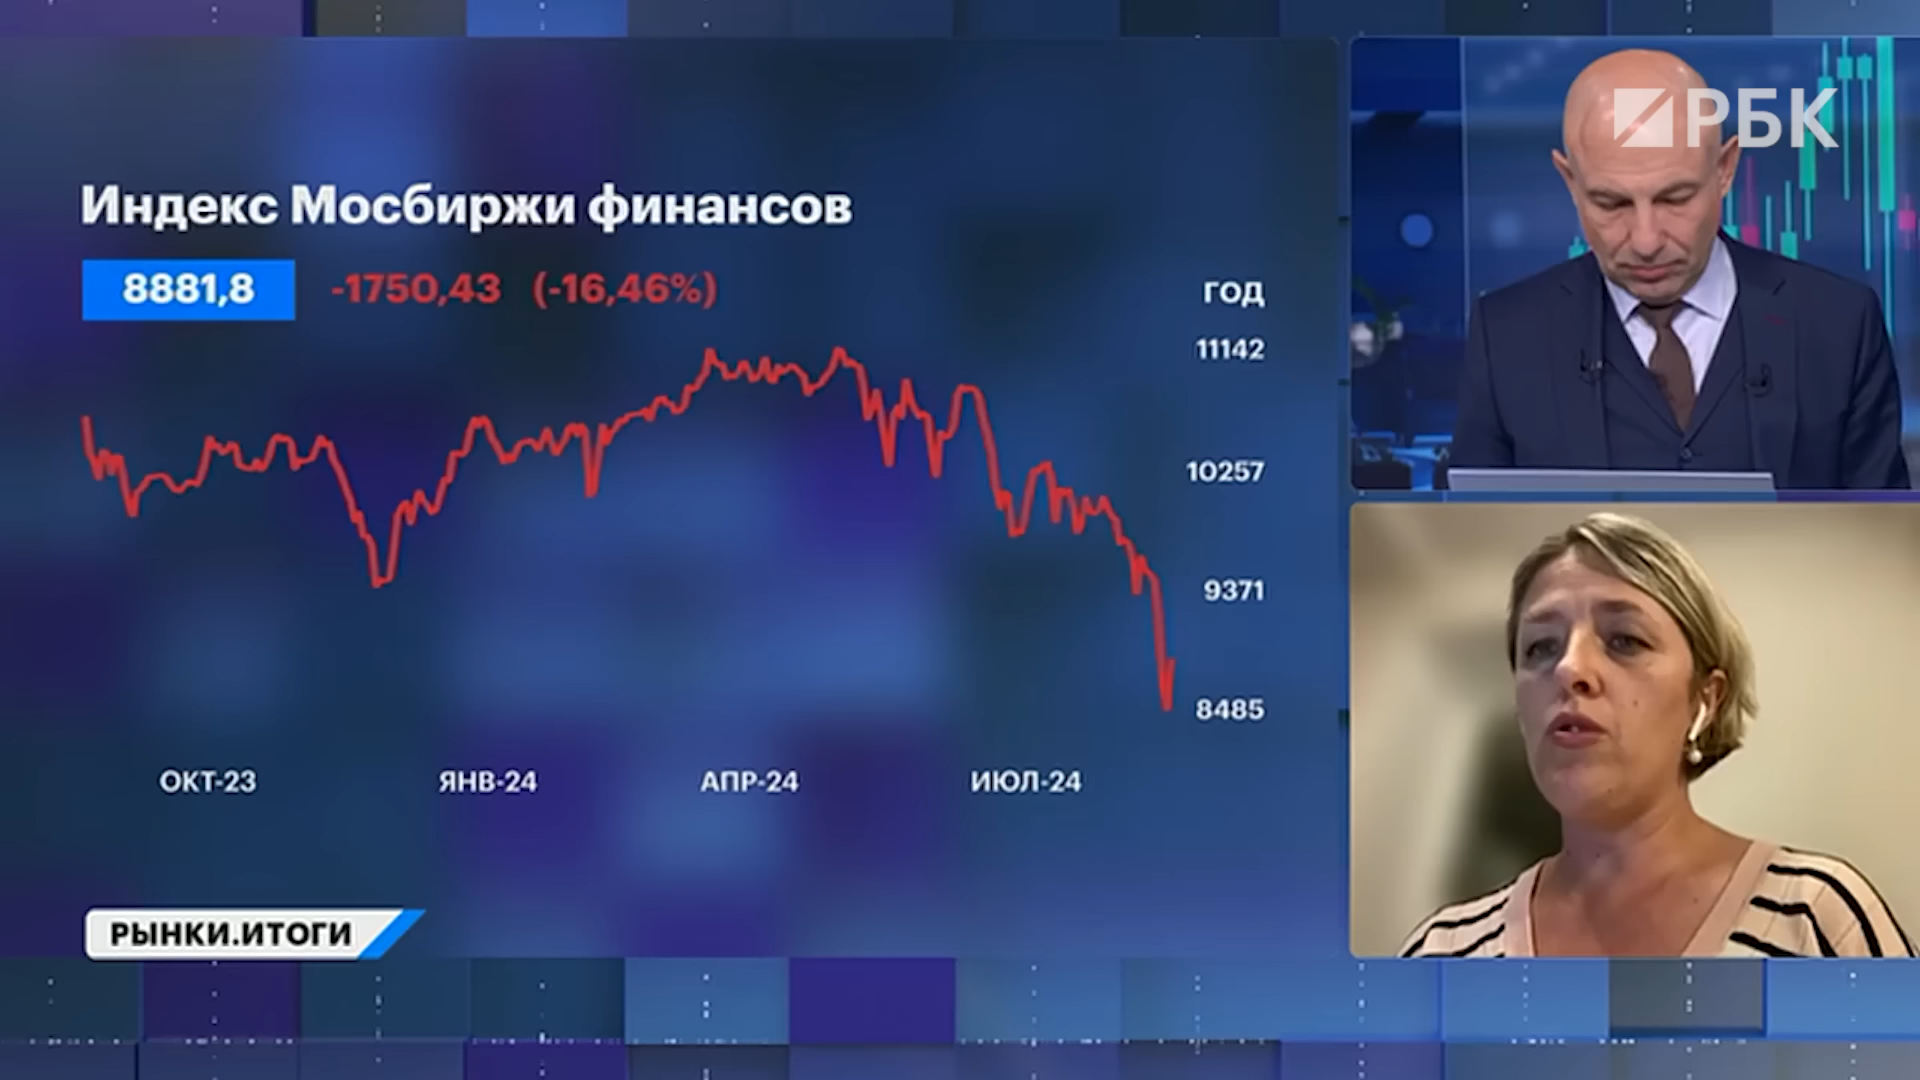 РБК
Индекс Мосбиржи финансов
8881,8 -1750,43 (-16,46%)
ГОД
11142
10257
9371
8485
ОКТ-23 ЯНВ-24 АПР-24 ИЮЛ-24
РЫНКИ.ИТОГИ